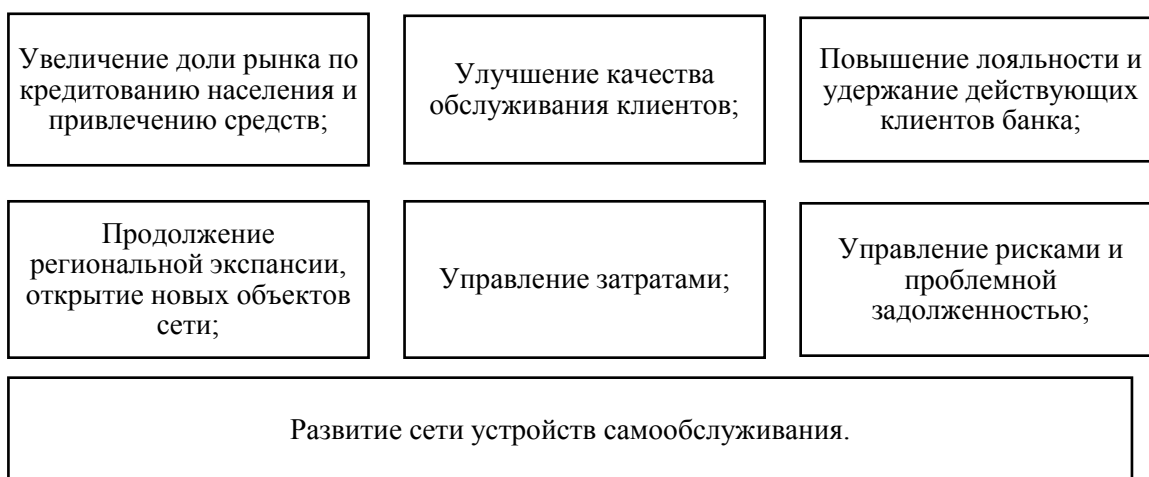 Увеличение доли рынка по
кредитованию населения и
привлечению средств;
Улучшение качества
обслуживания клиентов;
Повышение лояльности и
удержание действующих
клиентов банка;
Продолжение
региональной экспансии,
открытие новых объектов
сети;
Управление затратами;
Управление рисками и
проблемной
задолженностью;
Развитие сети устройств самообслуживания.